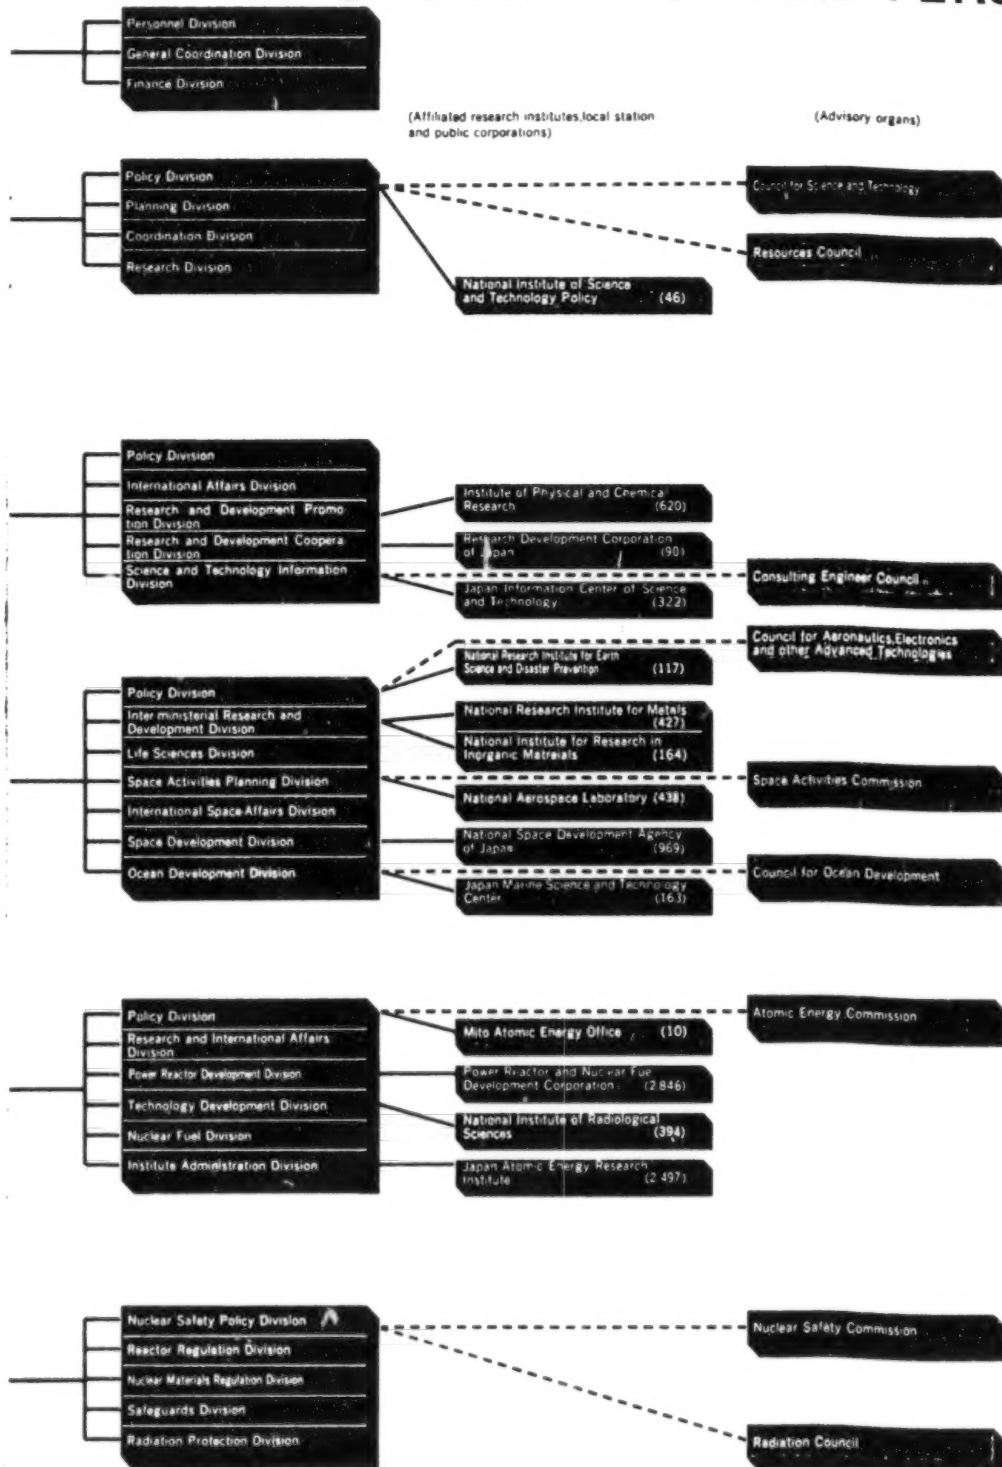 Personnel Division
General Coordination Division
Finance Division
(Affiliated research institutes,local station
and public corporations)
(Advisory organs)
Policy Division
Planning Division
Coordination Division
Research Division
Council for Science and Technology
Resources Council
National Institute of Science
and Technology Policy (46)
Policy Division
International Affairs Division
Research and Development Promo
tion Division
Research and Development Coopera
tion Division
Science and Technology Information
Division
Institute of Physical and Chemical
Research (620)
Research Development Corporation
of Japan (90)
Japan Information Center of Science
and Technology (322)
Consulting Engineer Council
Council for Aeronautics,Electronics
and other Advanced Technologies
National Research Institute for Earth
Science and Disaster Prevention (117)
Policy Division
Inter ministerial Research and
Development Division
Life Sciences Division
Space Activities Planning Division
International Space Affairs Division
Space Development Division
Ocean Development Division
National Research Institute for Metals
(427)
National Institute for Research in
Inorganic Matreials (164)
National Aerospace Laboratory (438)
National Space Development Agency
of Japan (969)
Japan Marine Science and Technology
Center (163)
Space Activities Commission
Council for Ocean Development
Policy Division
Research and International Affairs
Division
Power Reactor Development Division
Technology Development Division
Nuclear Fuel Division
Institute Administration Division
Mito Atomic Energy Office (10)
Power Reactor and Nuclear Fue
Development Corporation (2 846)
National Institute of Radiological
Sciences (394)
Japan Atomic Energy Research
Institute (2 497)
Atomic Energy Commission
Nuclear Safety Policy Division
Reactor Regulation Division
Nuclear Materials Regulation Division
Safeguards Division
Radiation Protection Division
Nuclear Safety Commission
Radiation Council